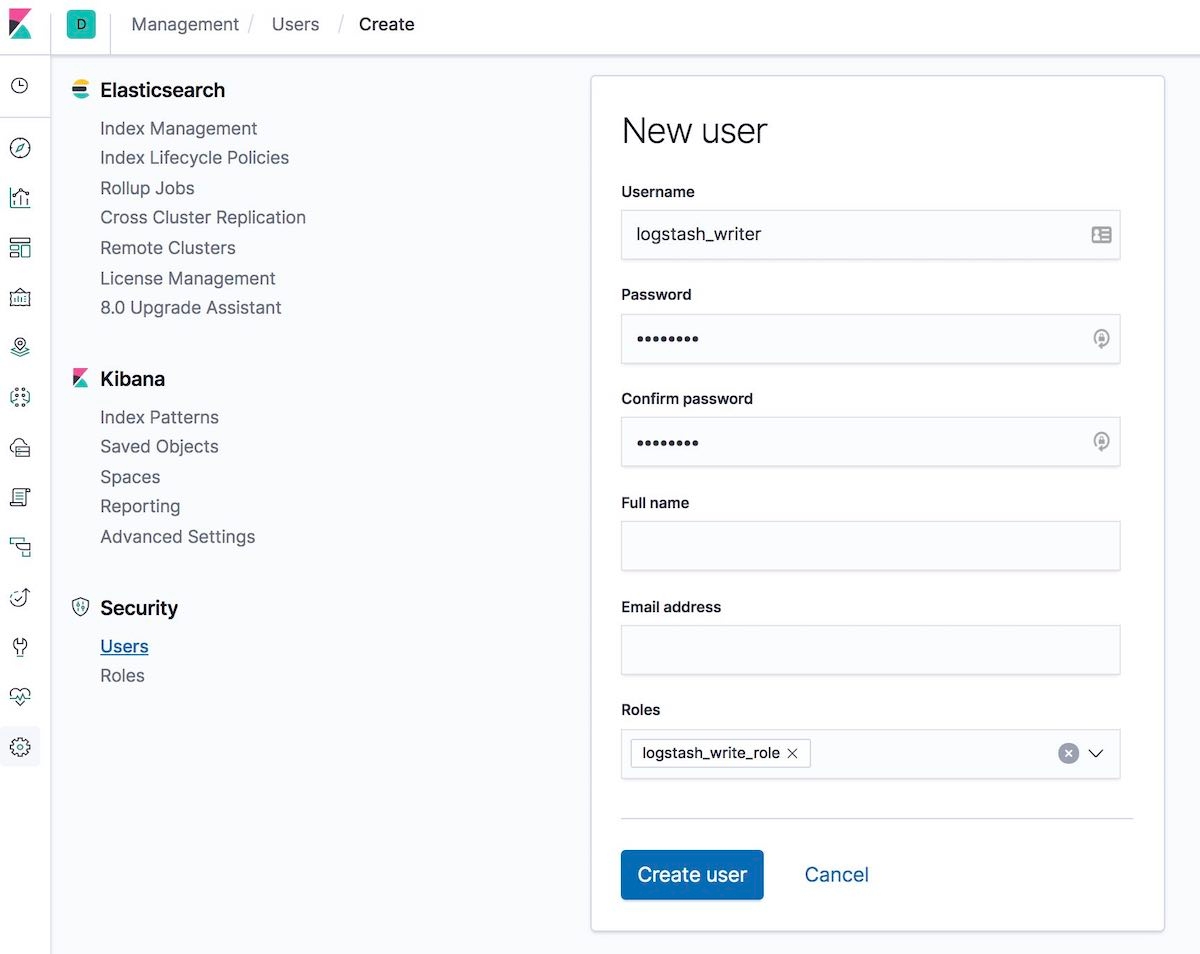 D Management / Users / Create
Elasticsearch
Index Management
Index Lifecycle Policies
Rollup Jobs
Cross Cluster Replication
Remote Clusters
License Management
8.0 Upgrade Assistant
Kibana
Index Patterns
Saved Objects
Spaces
Reporting
Advanced Settings
Security
Users
Roles
New user
Username
logstash_writer
Password
••••••••
Confirm password
••••••••
Full name
Email address
Roles
logstash_write_role ×
Create user Cancel